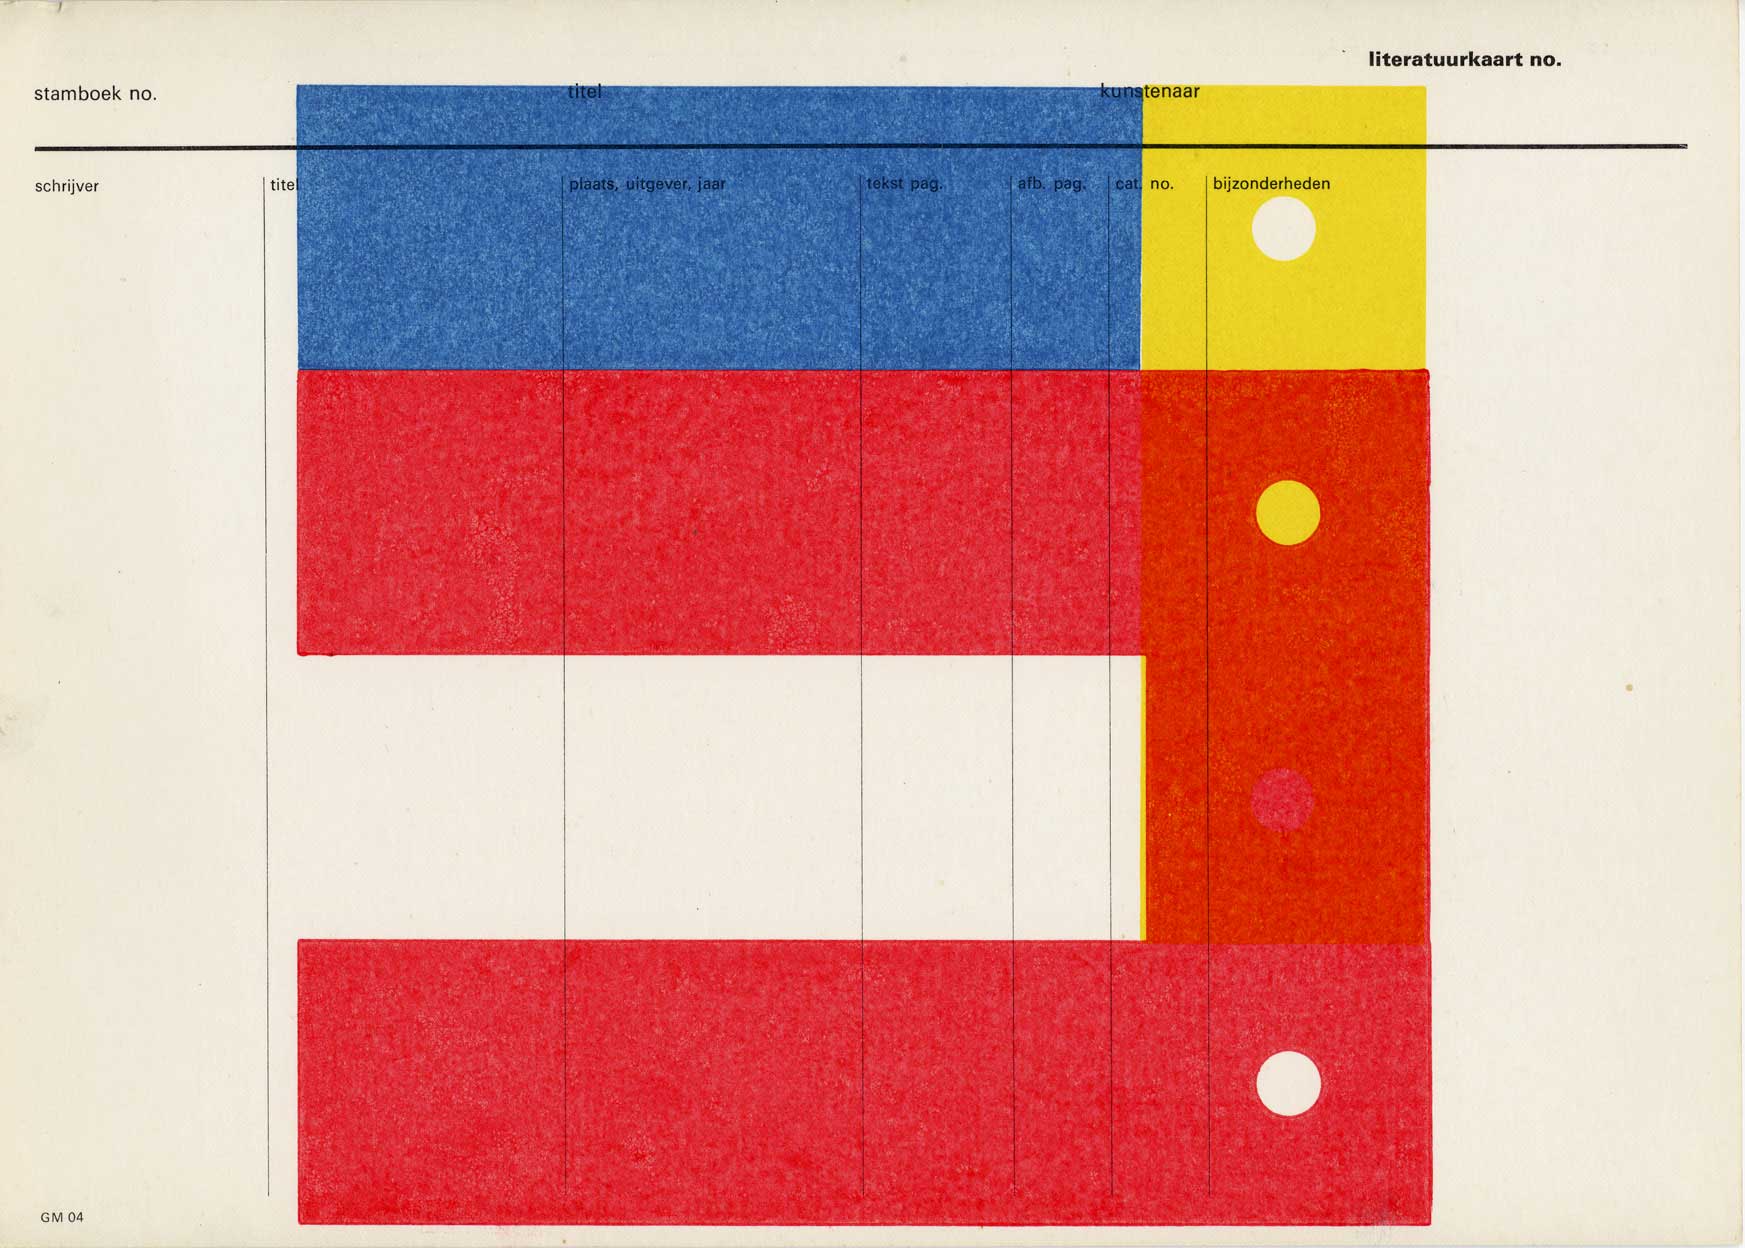 literatuurkaart no.
stamboek no. titel kunstenaar
schrijver titel plaats, uitgever, jaar tekst pag. afb. pag. cat. no. bijzonderheden
GM 04